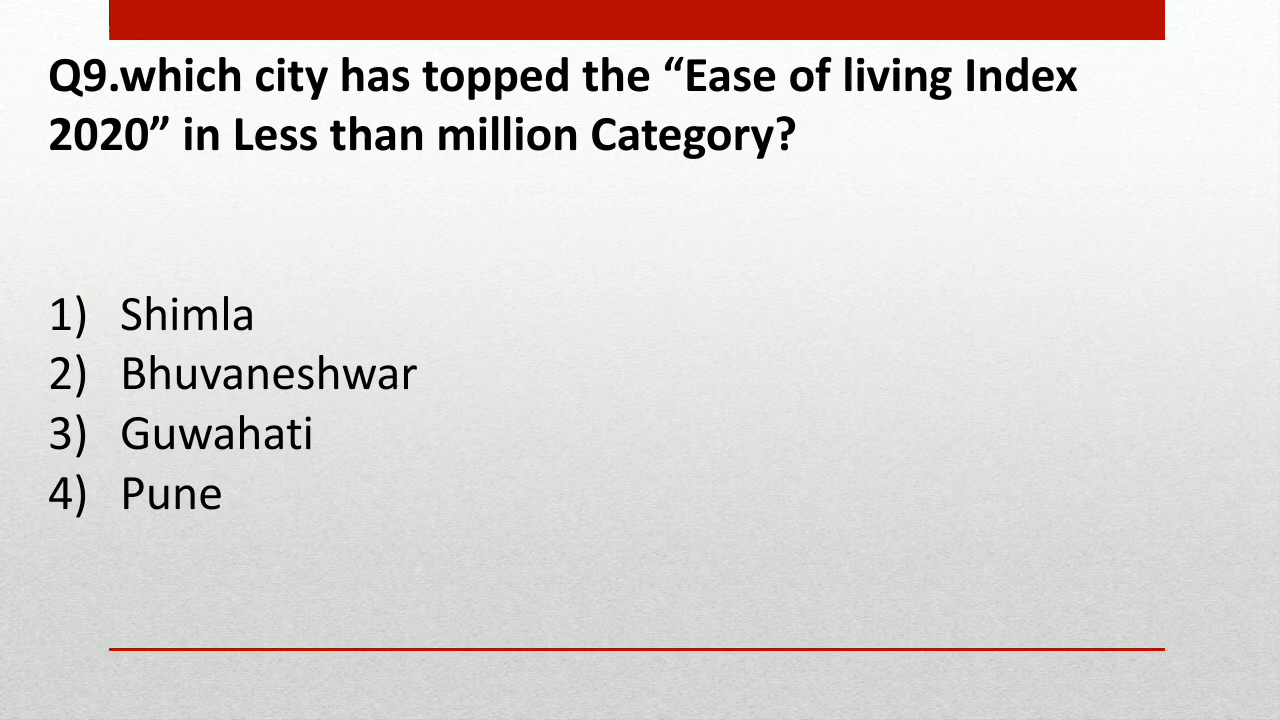 Q9.which city has topped the “Ease of living Index
2020” in Less than million Category?
1) Shimla
2) Bhuvaneshwar
3) Guwahati
4) Pune